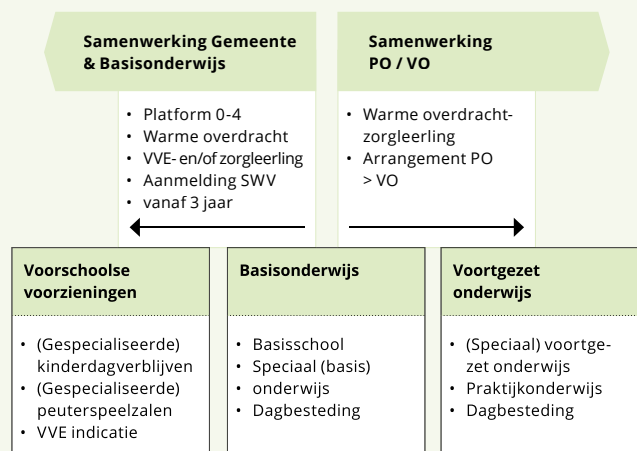 Samenwerking Gemeente
& Basisonderwijs
• Platform 0-4
• Warme overdracht
• VVE- en/of zorgleerling
• Aanmelding SWV
• vanaf 3 jaar
Samenwerking
PO / VO
• Warme overdracht-
zorgleerling
• Arrangement PO
> VO
Voorschoolse
voorzieningen
• (Gespecialiseerde)
kinderdagverblijven
• (Gespecialiseerde)
peuterspeelzalen
• VVE indicatie
Basisonderwijs
• Basisschool
• Speciaal (basis)
• onderwijs
• Dagbesteding
Voortgezet
onderwijs
• (Speciaal) voortge-
zet onderwijs
• Praktijkonderwijs
• Dagbesteding